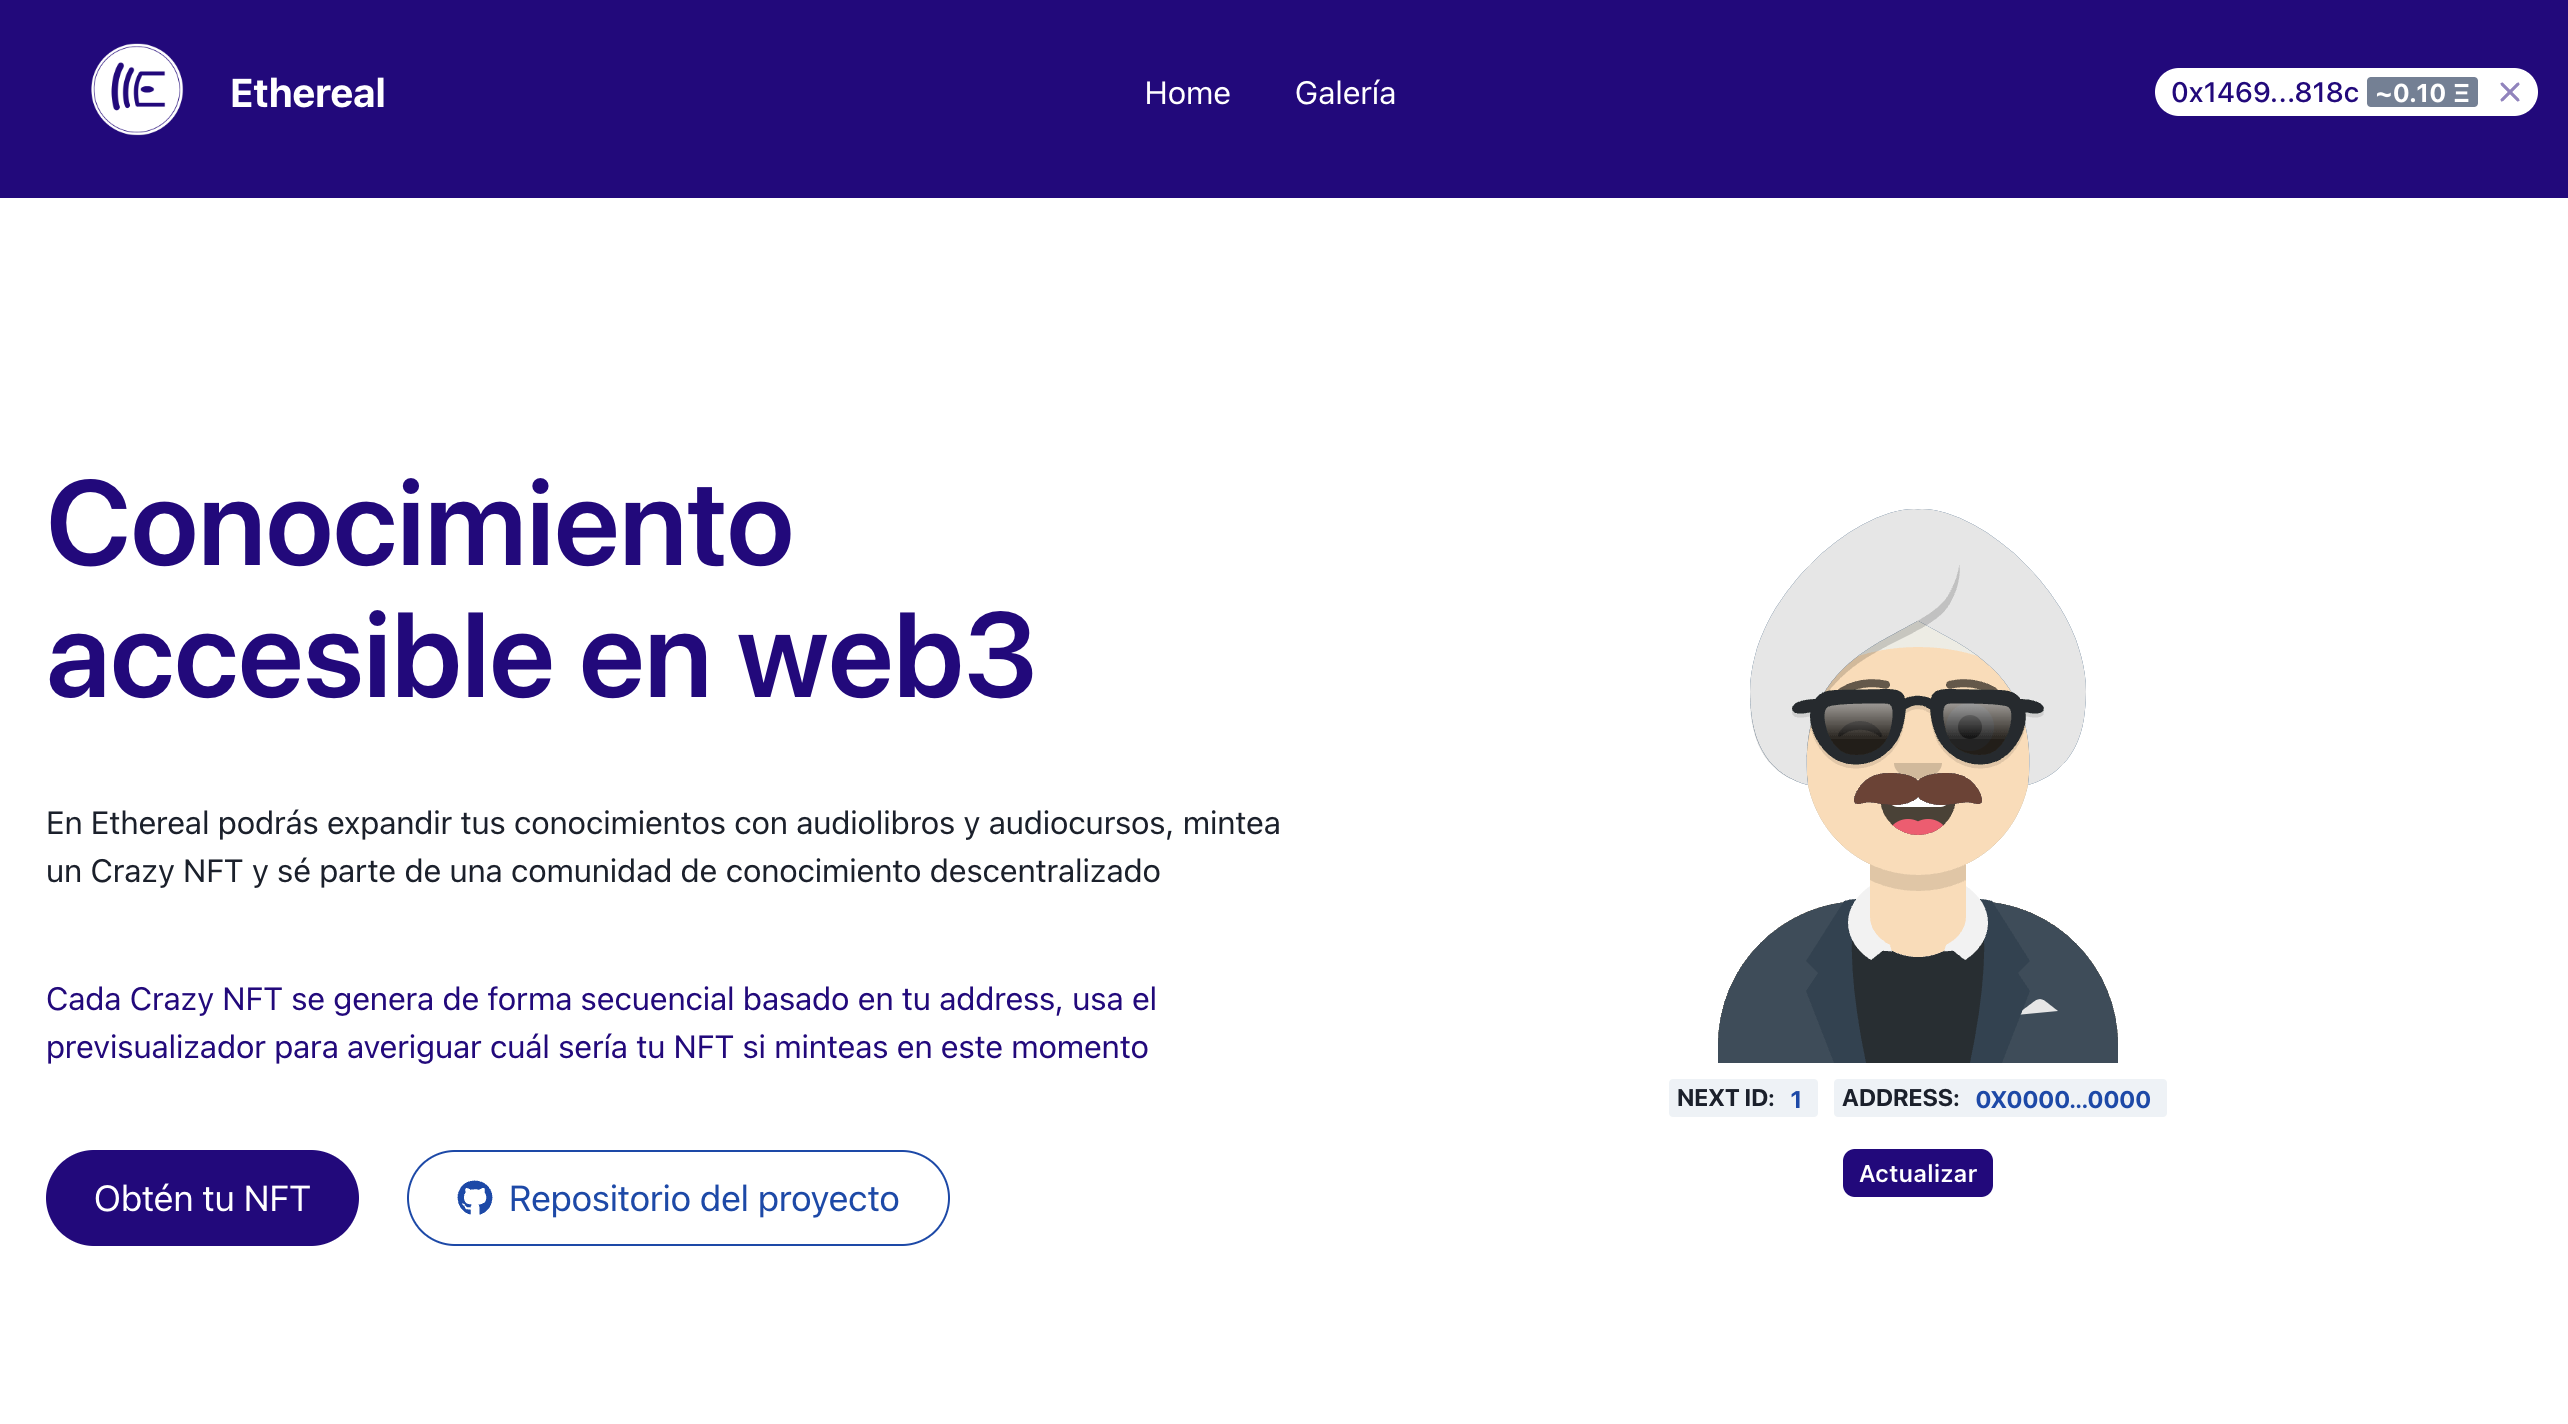 Ethereal
Home
Galería
0x1469...818c ~0.10 Ξ
Conocimiento
accesible en web3
En Ethereal podrás expandir tus conocimientos con audiolibros y audiocursos, mintea
un Crazy NFT y sé parte de una comunidad de conocimiento descentralizado
Cada Crazy NFT se genera de forma secuencial basado en tu address, usa el
previsualizador para averiguar cuál sería tu NFT si minteas en este momento
Obtén tu NFT
Repositorio del proyecto
NEXT ID: 1
ADDRESS: 0X0000...0000
Actualizar